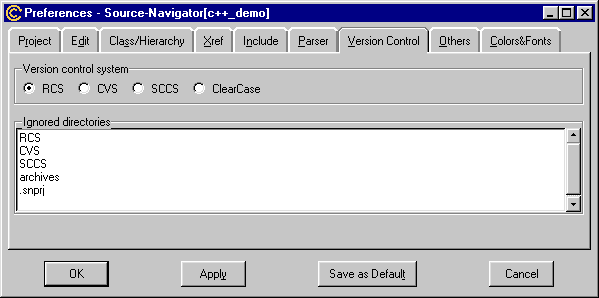 Preferences - Source-Navigator[c++_demo]
Project Edit Class/Hierarchy Xref Include Parser Version Control Others Colors&Fonts
Version control system
RCS CVS SCCS ClearCase
Ignored directories
RCS
CVS
SCCS
archives
.snprj
OK Apply Save as Default Cancel